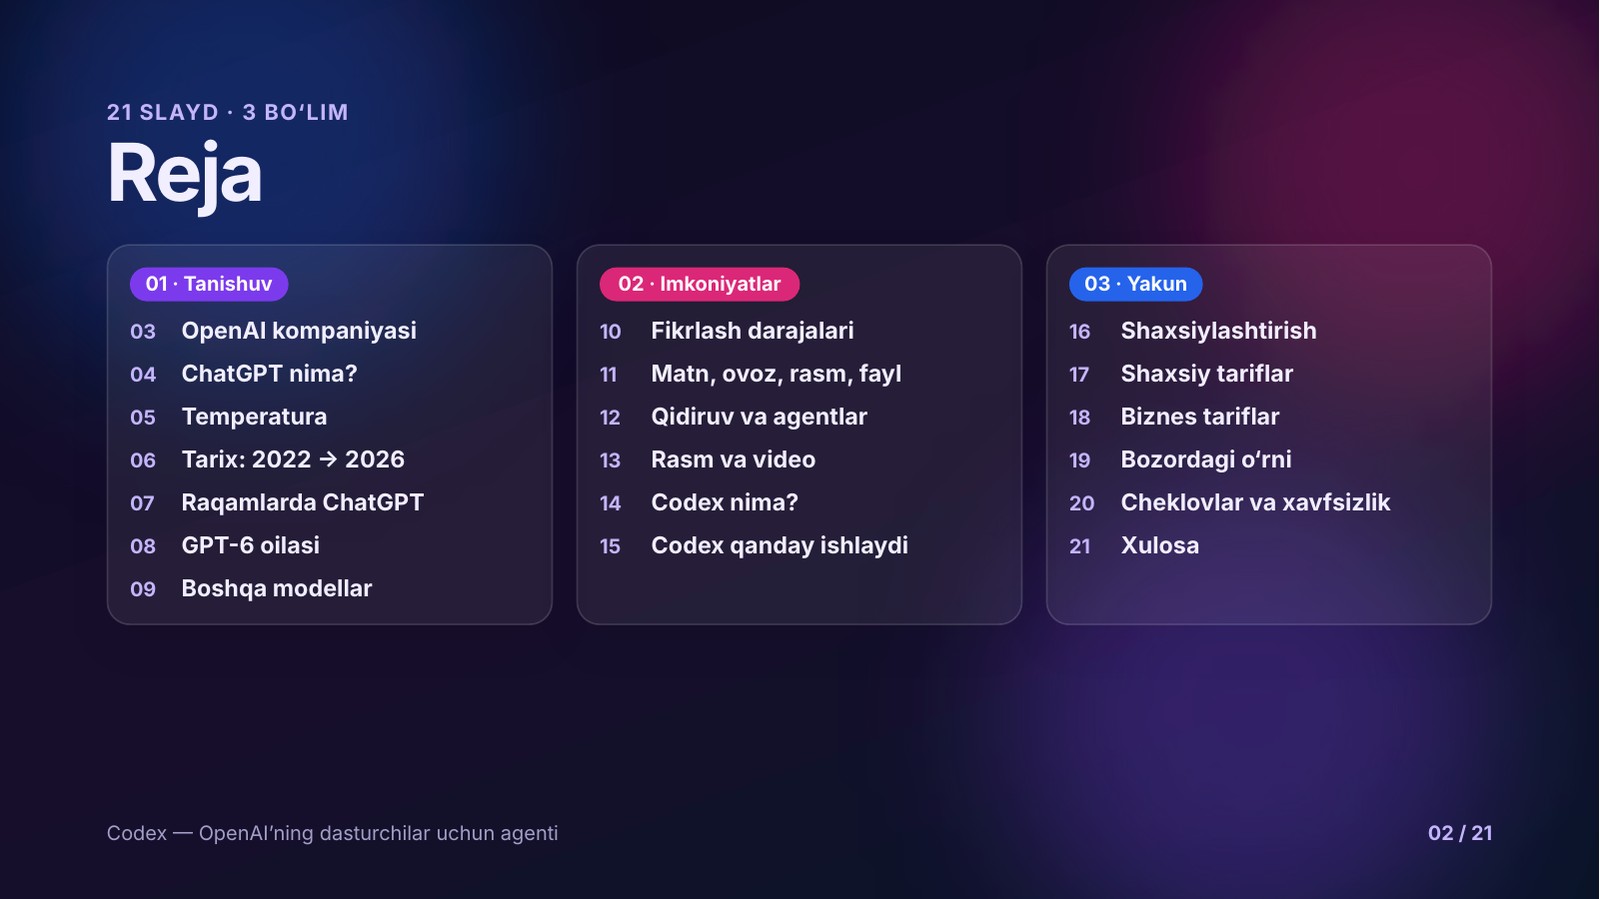 21 SLAYD · 3 BO‘LIM
Reja
01 · Tanishuv
03 OpenAI kompaniyasi
04 ChatGPT nima?
05 Temperatura
06 Tarix: 2022 → 2026
07 Raqamlarda ChatGPT
08 GPT-6 oilasi
09 Boshqa modellar
02 · Imkoniyatlar
10 Fikrlash darajalari
11 Matn, ovoz, rasm, fayl
12 Qidiruv va agentlar
13 Rasm va video
14 Codex nima?
15 Codex qanday ishlaydi
03 · Yakun
16 Shaxsiylashtirish
17 Shaxsiy tariflar
18 Biznes tariflar
19 Bozordagi o‘rni
20 Cheklovlar va xavfsizlik
21 Xulosa
Codex — OpenAI’ning dasturchilar uchun agenti
02 / 21